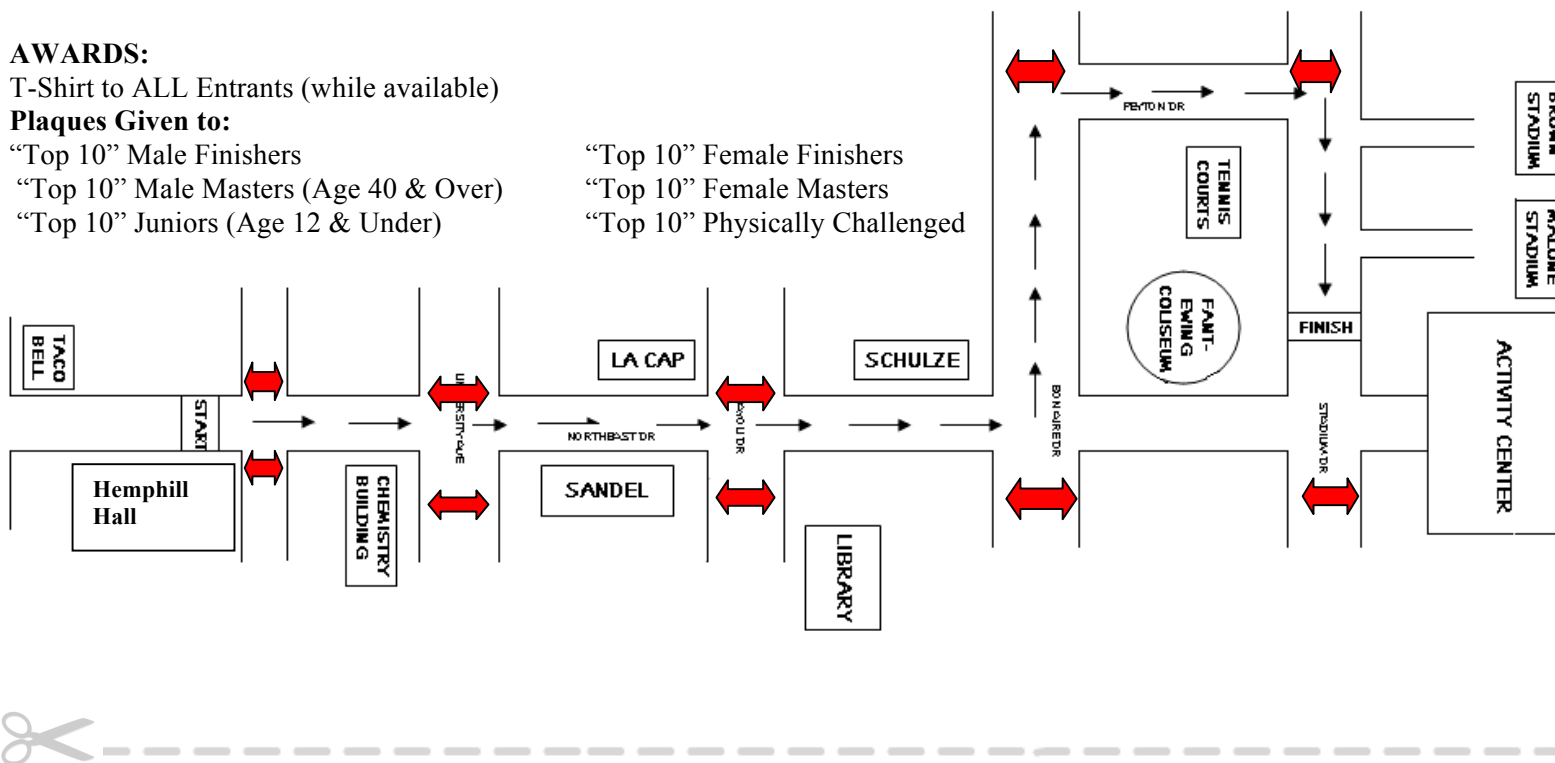 AWARDS:
T-Shirt to ALL Entrants (while available)
Plaques Given to:
“Top 10” Male Finishers
“Top 10” Female Finishers
“Top 10” Male Masters (Age 40 & Over)
“Top 10” Female Masters
“Top 10” Juniors (Age 12 & Under)
“Top 10” Physically Challenged
PEYTON DR
STADIUM
TENNIS
COURTS
STADIUM
FANT-
EWING
COLISEUM
FINISH
TACO
BELL
LA CAP
SCHULZE
ACTIVITY CENTER
START
NORTHEAST DR
BON AIRE DR
STADIUM DR
Hemphill
Hall
CHEMISTRY
BUILDING
SANDEL
LIBRARY